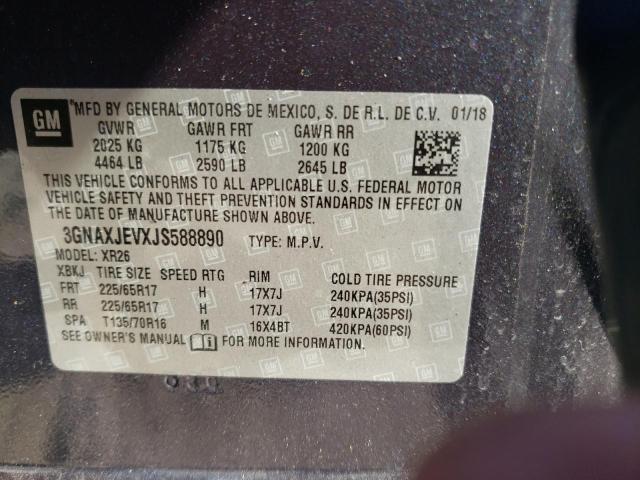 GM
MFD BY GENERAL MOTORS DE MEXICO, S. DE R.L. DE C.V. 01/18
GVWR GAWR FRT GAWR RR
2025 KG 1175 KG 1200 KG
4464 LB 2590 LB 2645 LB
THIS VEHICLE CONFORMS TO ALL APPLICABLE U.S. FEDERAL MOTOR
VEHICLE SAFETY AND THEFT PREVENTION STANDARDS IN EFFECT ON
THE DATE OF MANUFACTURE SHOWN ABOVE.
3GNAXJEVXJS588890 TYPE: M.P.V.
MODEL: XR26
XBKJ TIRE SIZE SPEED RTG RIM COLD TIRE PRESSURE
FRT 225/65R17 H 17X7J 240KPA(35PSI)
RR 225/65R17 H 17X7J 240KPA(35PSI)
SPA T135/70R16 M 16X4BT 420KPA(60PSI)
SEE OWNER'S MANUAL FOR MORE INFORMATION.